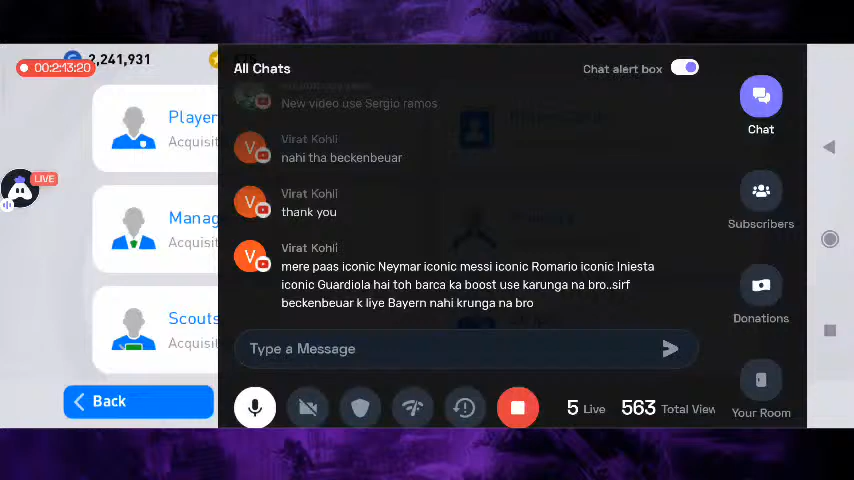 2,241,931
00:2:13:20
All Chats
Chat alert box
New video use Sergio ramos
Player
Acquisit
Chat
Virat Kohli
nahi tha beckenbeuar
LIVE
Virat Kohli
thank you
Manag
Acquisit
Subscribers
Virat Kohli
mere paas iconic Neymar iconic messi iconic Romario iconic Iniesta
iconic Guardiola hai toh barca ka boost use karunga na bro..sirf
beckenbeuar k liye Bayern nahi krunga na bro
Scouts
Acquisit
Donations
Type a Message
Back
5 Live
563 Total View
Your Room